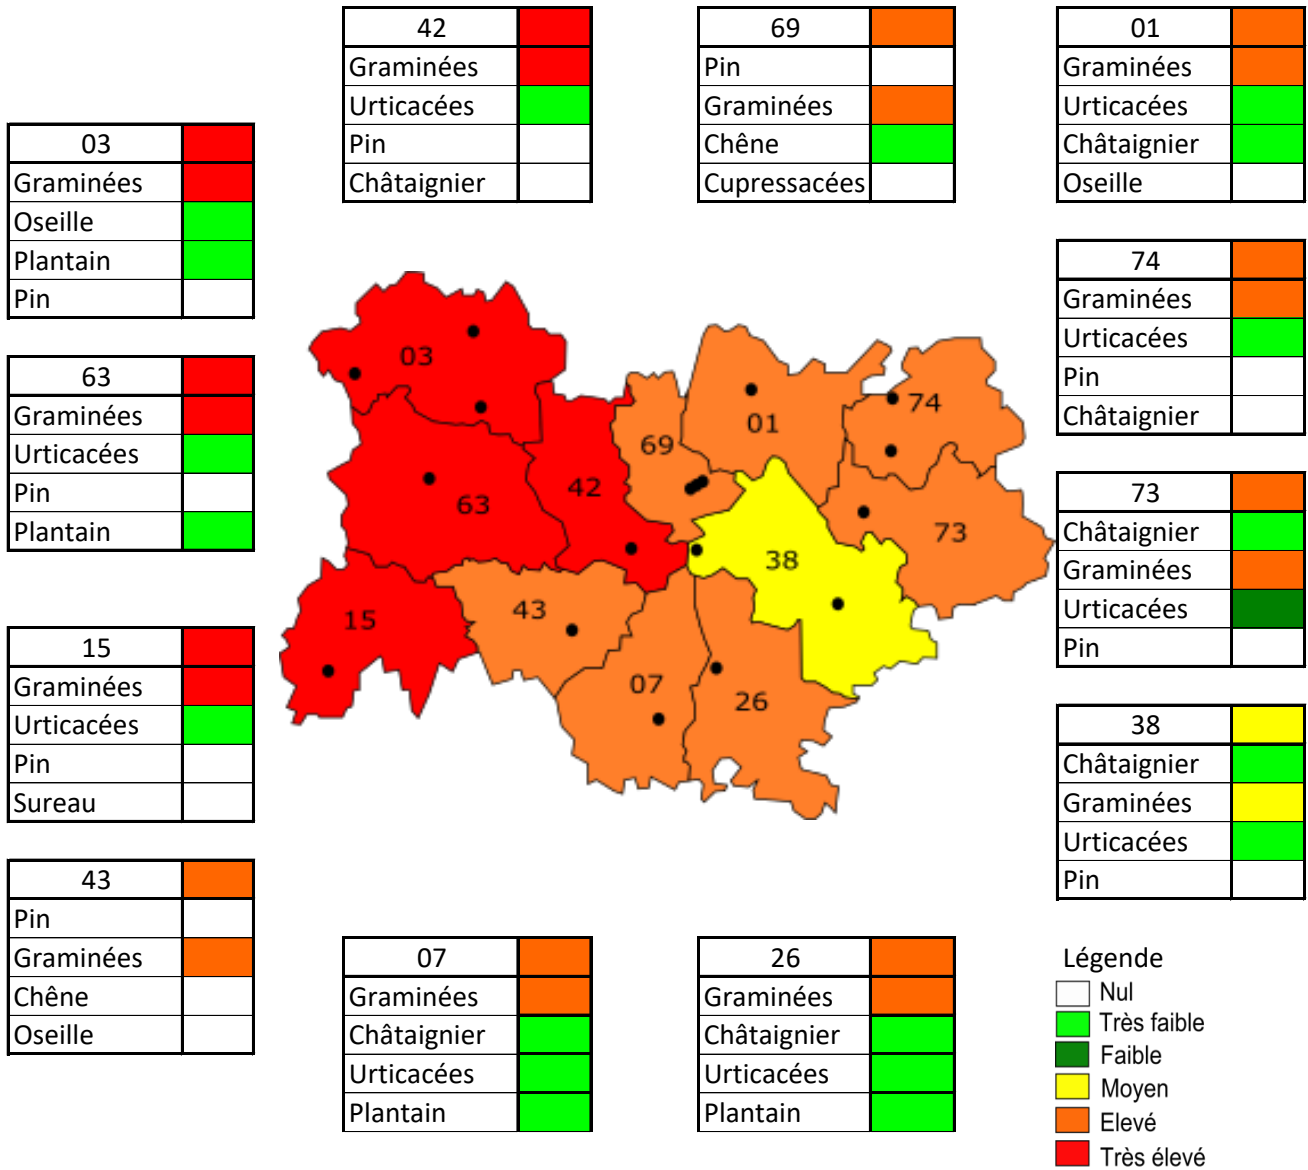 42
Graminées
Urticacées
Pin
Châtaignier
69
Pin
Graminées
Chêne
Cupressacées
01
Graminées
Urticacées
Châtaignier
Oseille
03
Graminées
Oseille
Plantain
Pin
74
Graminées
Urticacées
Pin
Châtaignier
63
Graminées
Urticacées
Pin
Plantain
03
74
01
69
42
63
73
38
43
15
07
26
73
Châtaignier
Graminées
Urticacées
Pin
15
Graminées
Urticacées
Pin
Sureau
38
Châtaignier
Graminées
Urticacées
Pin
43
Pin
Graminées
Chêne
Oseille
07
Graminées
Châtaignier
Urticacées
Plantain
26
Graminées
Châtaignier
Urticacées
Plantain
Légende
Nul
Très faible
Faible
Moyen
Elevé
Très élevé